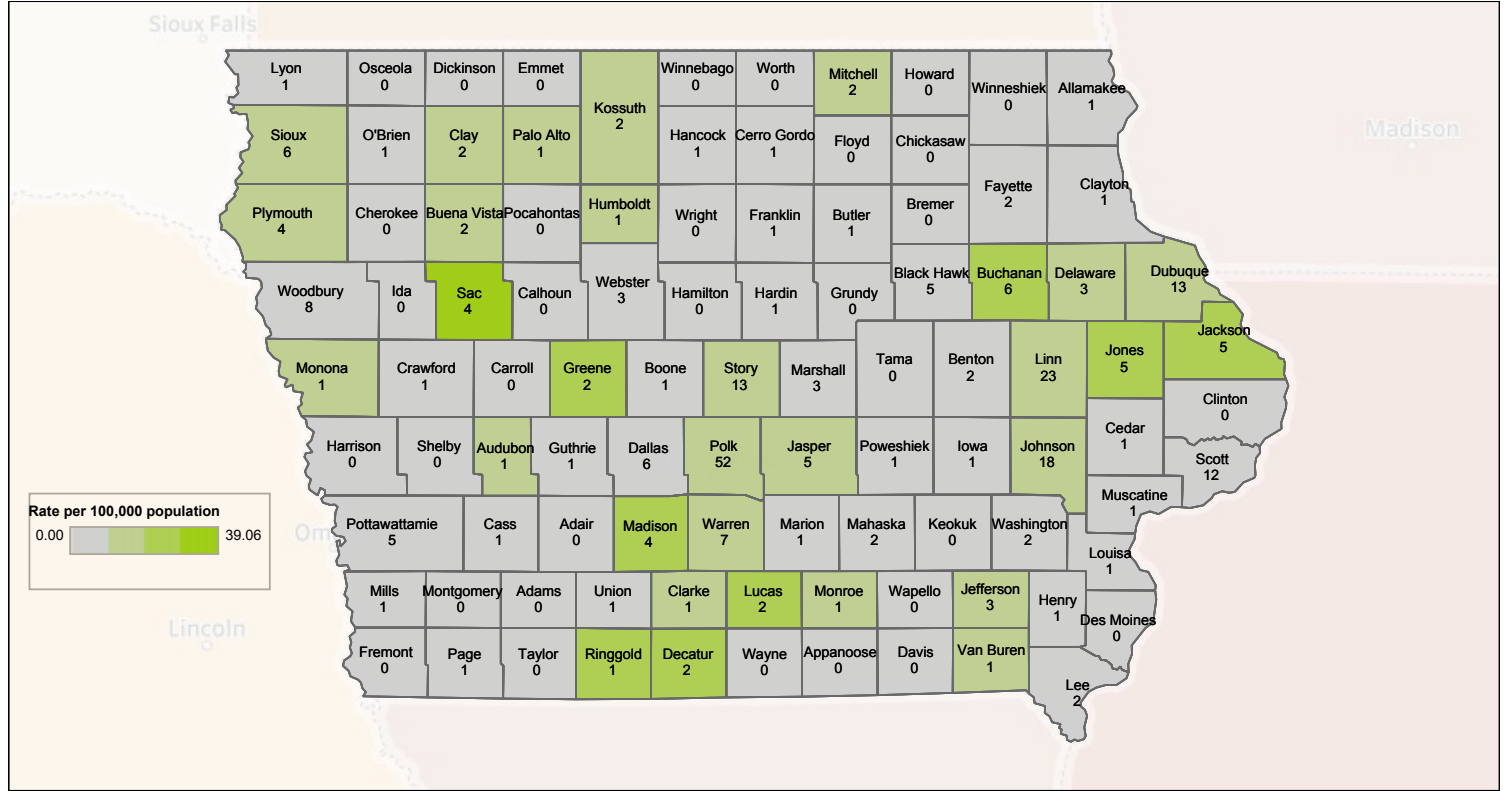 Sioux Falls
Lyon
1
Osceola
0
Dickinson
0
Emmet
0
Kossuth
2
Winnebago
0
Worth
0
Mitchell
2
Howard
0
Winneshiek
0
Allamakee
1
Madison
Sioux
6
O'Brien
1
Clay
2
Palo Alto
1
Hancock
1
Cerro Gordo
1
Floyd
0
Chickasaw
0
Plymouth
4
Cherokee
0
Buena Vista
2
Pocahontas
0
Humboldt
1
Wright
0
Franklin
1
Butler
1
Bremer
0
Fayette
2
Clayton
1
Woodbury
8
Ida
0
Sac
4
Calhoun
0
Webster
3
Hamilton
0
Hardin
1
Grundy
0
Black Hawk
5
Buchanan
6
Delaware
3
Dubuque
13
Monona
1
Crawford
1
Carroll
0
Greene
2
Boone
1
Story
13
Marshall
3
Tama
0
Benton
2
Linn
23
Jones
5
Jackson
5
Clinton
0
Harrison
0
Shelby
0
Audubon
1
Guthrie
1
Dallas
6
Polk
52
Jasper
5
Poweshiek
1
Iowa
1
Johnson
18
Cedar
1
Scott
12
Rate per 100,000 population
0.00
39.06
Om
Pottawattamie
5
Cass
1
Adair
0
Madison
4
Warren
7
Marion
1
Mahaska
2
Keokuk
0
Washington
2
Muscatine
1
Louisa
1
Mills
1
Montgomery
0
Adams
0
Union
1
Clarke
1
Lucas
2
Monroe
1
Wapello
0
Jefferson
3
Henry
1
Des Moines
0
Lincoln
Fremont
0
Page
1
Taylor
0
Ringgold
1
Decatur
2
Wayne
0
Appanoose
0
Davis
0
Van Buren
1
Lee
2